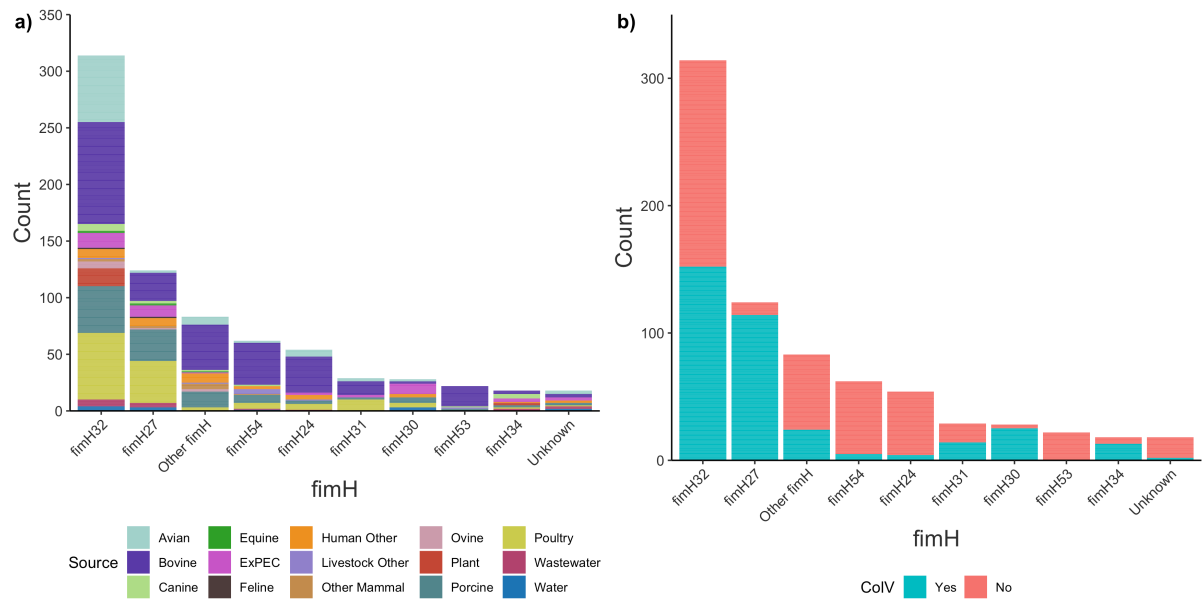 a)
350
300
250
200
150
100
50
0
Count
fimH32
fimH27
Other fimH
fimH54
fimH24
fimH31
fimH30
fimH53
fimH34
Unknown
fimH
Source
Avian
Equine
Human Other
Ovine
Poultry
Bovine
ExPEC
Livestock Other
Plant
Wastewater
Canine
Feline
Other Mammal
Porcine
Water
b)
300
200
100
0
Count
fimH32
fimH27
Other fimH
fimH54
fimH24
fimH31
fimH30
fimH53
fimH34
Unknown
fimH
ColV
Yes
No